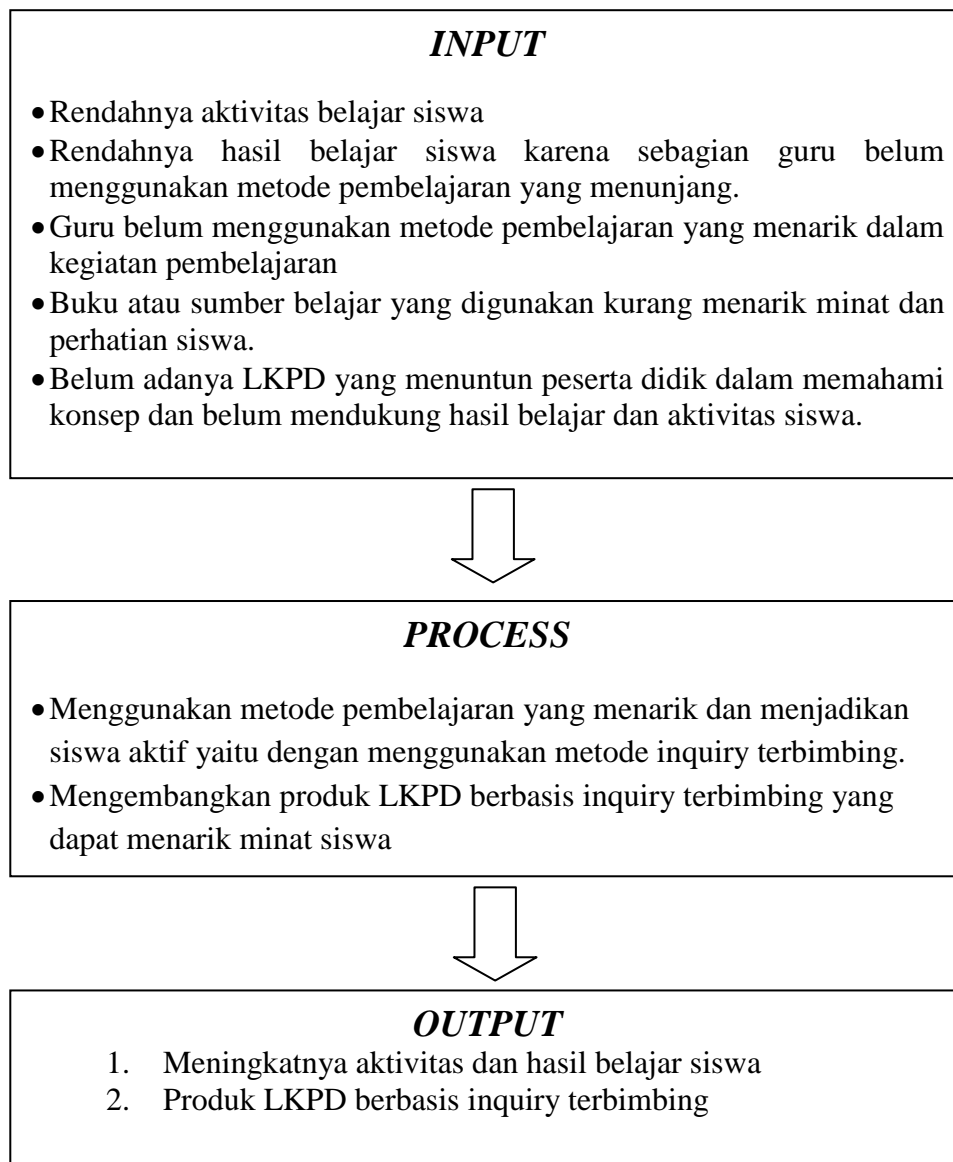 INPUT
•Rendahnya aktivitas belajar siswa
•Rendahnya hasil belajar siswa karena sebagian guru belum
menggunakan metode pembelajaran yang menunjang.
•Guru belum menggunakan metode pembelajaran yang menarik dalam
kegiatan pembelajaran
•Buku atau sumber belajar yang digunakan kurang menarik minat dan
perhatian siswa.
•Belum adanya LKPD yang menuntun peserta didik dalam memahami
konsep dan belum mendukung hasil belajar dan aktivitas siswa.
PROCESS
•Menggunakan metode pembelajaran yang menarik dan menjadikan
siswa aktif yaitu dengan menggunakan metode inquiry terbimbing.
•Mengembangkan produk LKPD berbasis inquiry terbimbing yang
dapat menarik minat siswa
OUTPUT
1. Meningkatnya aktivitas dan hasil belajar siswa
2. Produk LKPD berbasis inquiry terbimbing